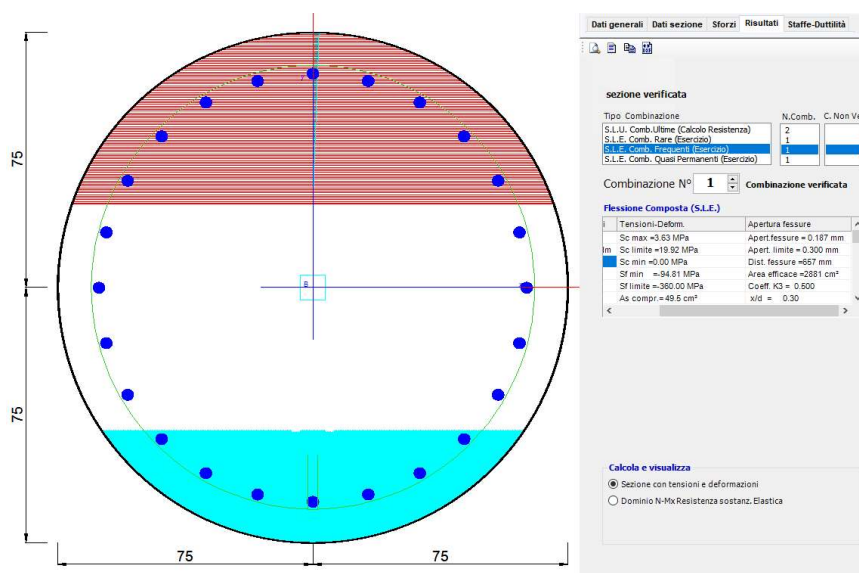 Dati generali Dati sezione Sforzi Risultati Staffe-Duttilità
sezione verificata
Tipo Combinazione N.Comb. C. Non Ve
S.L.U. Comb.Ultime (Calcolo Resistenza) 2
S.L.E. Comb. Rare (Esercizio) 1
S.L.E. Comb. Frequenti (Esercizio) 1
S.L.E. Comb. Quasi Permanenti (Esercizio) 1
Combinazione N° 1 Combinazione verificata
Flessione Composta (S.L.E.)
i Tensioni-Deform. Apertura fessure
Sc max =3.63 MPa Apert.fessure = 0.187 mm
lm Sc limite =19.92 MPa Apert. limite = 0.300 mm
Sc min =0.00 MPa Dist. fessure =657 mm
Sf min =-94.81 MPa Area efficace =2881 cm²
Sf limite =-360.00 MPa Coeff. K3 = 0.500
As compr.= 49.5 cm² x/d = 0.30
Calcola e visualizza
Sezione con tensioni e deformazioni
Dominio N-Mx Resistenza sostanz. Elastica
75
75
75 75